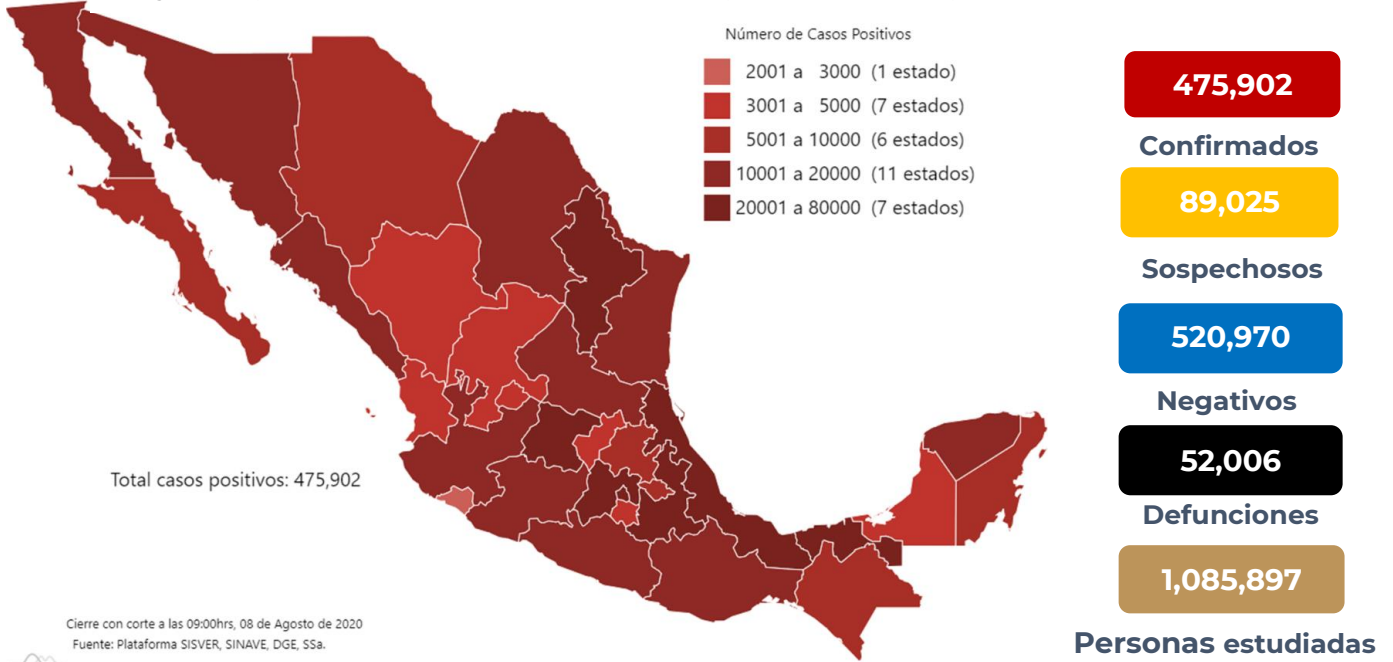 Número de Casos Positivos
2001 a 3000 (1 estado)
3001 a 5000 (7 estados)
5001 a 10000 (6 estados)
10001 a 20000 (11 estados)
20001 a 80000 (7 estados)
Total casos positivos: 475,902
Cierre con corte a las 09:00hrs, 08 de Agosto de 2020
Fuente: Plataforma SISVER, SINAVE, DGE, SSa.
475,902
Confirmados
89,025
Sospechosos
520,970
Negativos
52,006
Defunciones
1,085,897
Personas estudiadas